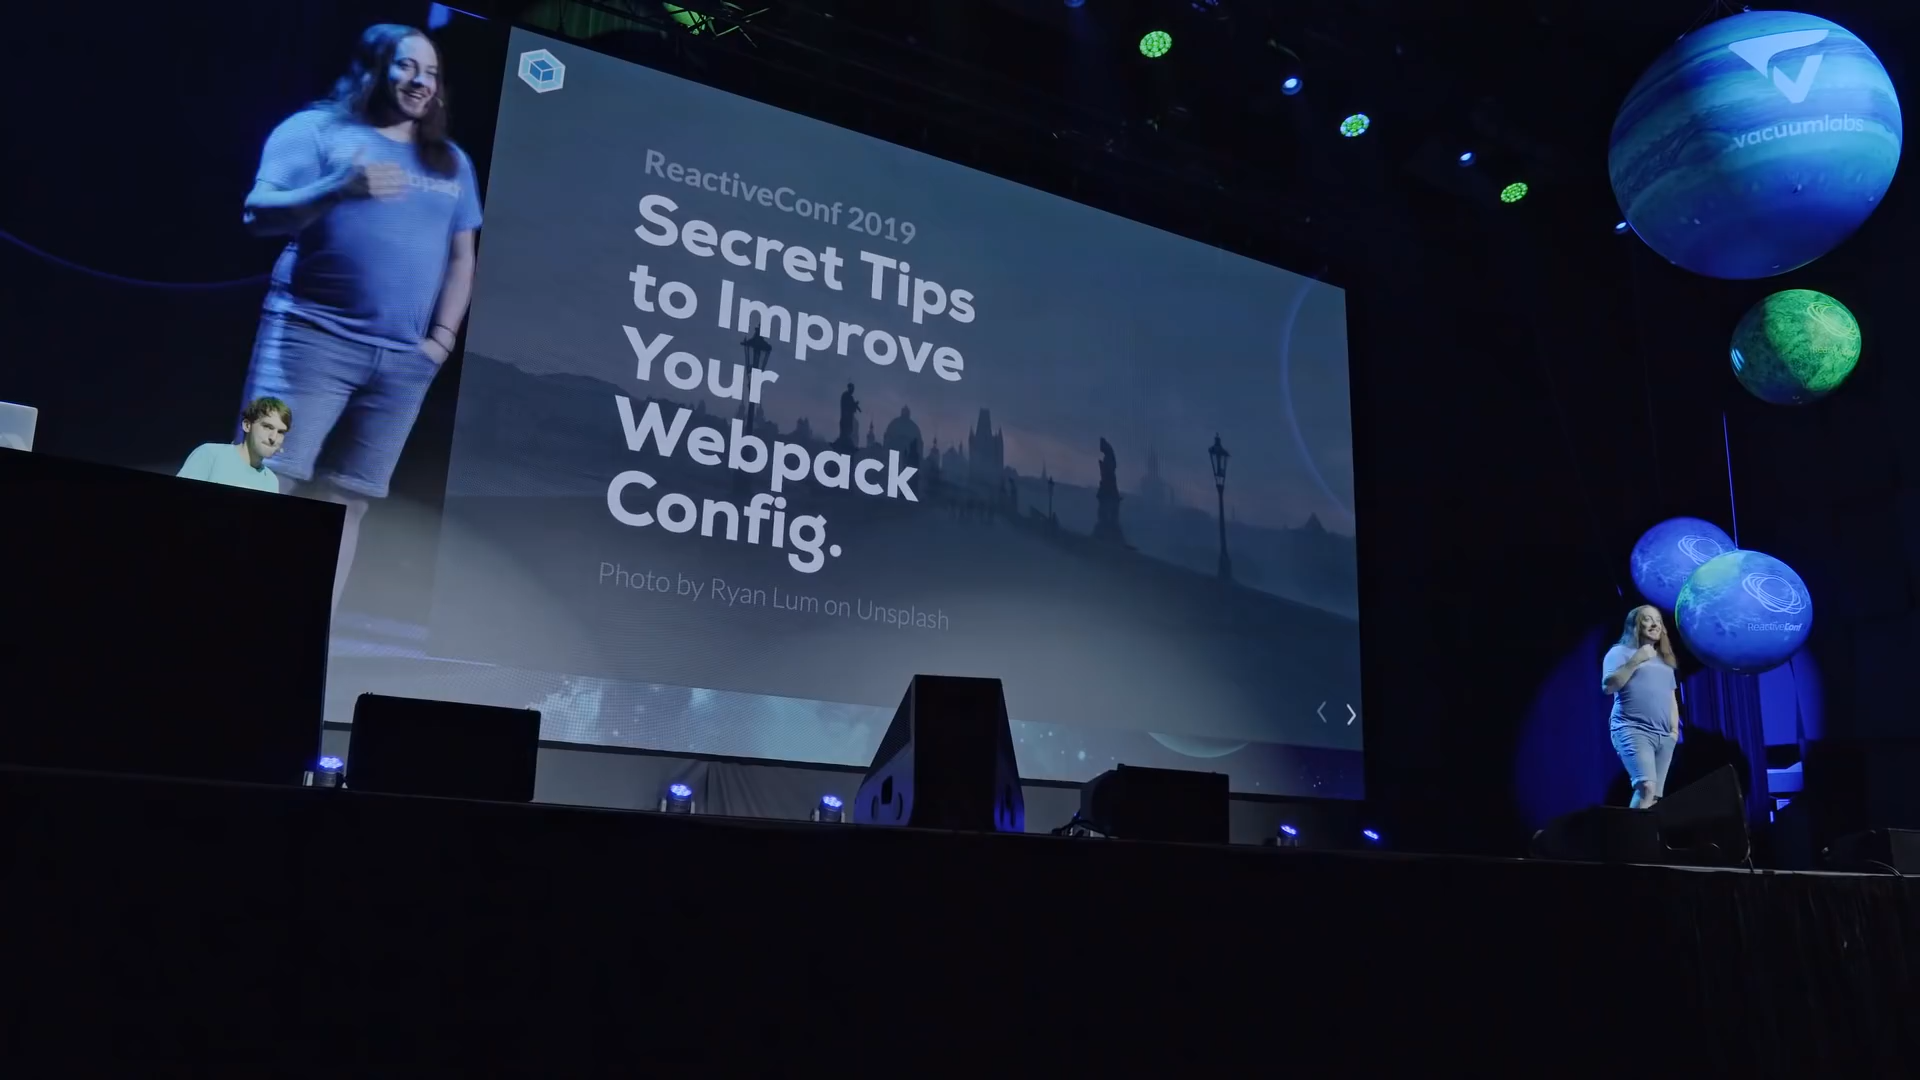 ReactiveConf 2019
Secret Tips
to Improve
Your
Webpack
Config.
Photo by Ryan Lum on Unsplash
vacuumlabs
ReactiveConf